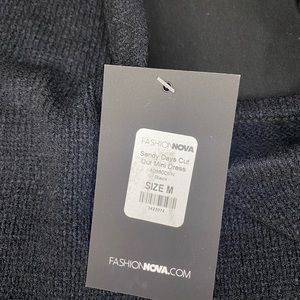 FASHIONNOVA
Sandy Days Cut
Out Mini Dress
Black
SIZE M
FASHIONNOVA.COM